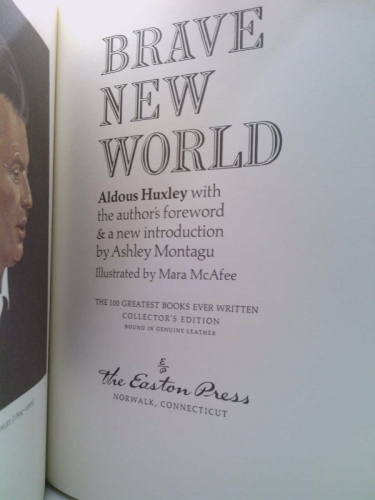 BRAVE
NEW
WORLD
Aldous Huxley with
the author's foreword
& a new introduction
by Ashley Montagu
Illustrated by Mara McAfee
THE 100 GREATEST BOOKS EVER WRITTEN
COLLECTOR'S EDITION
BOUND IN GENUINE LEATHER
E
P
The Easton Press
NORWALK, CONNECTICUT